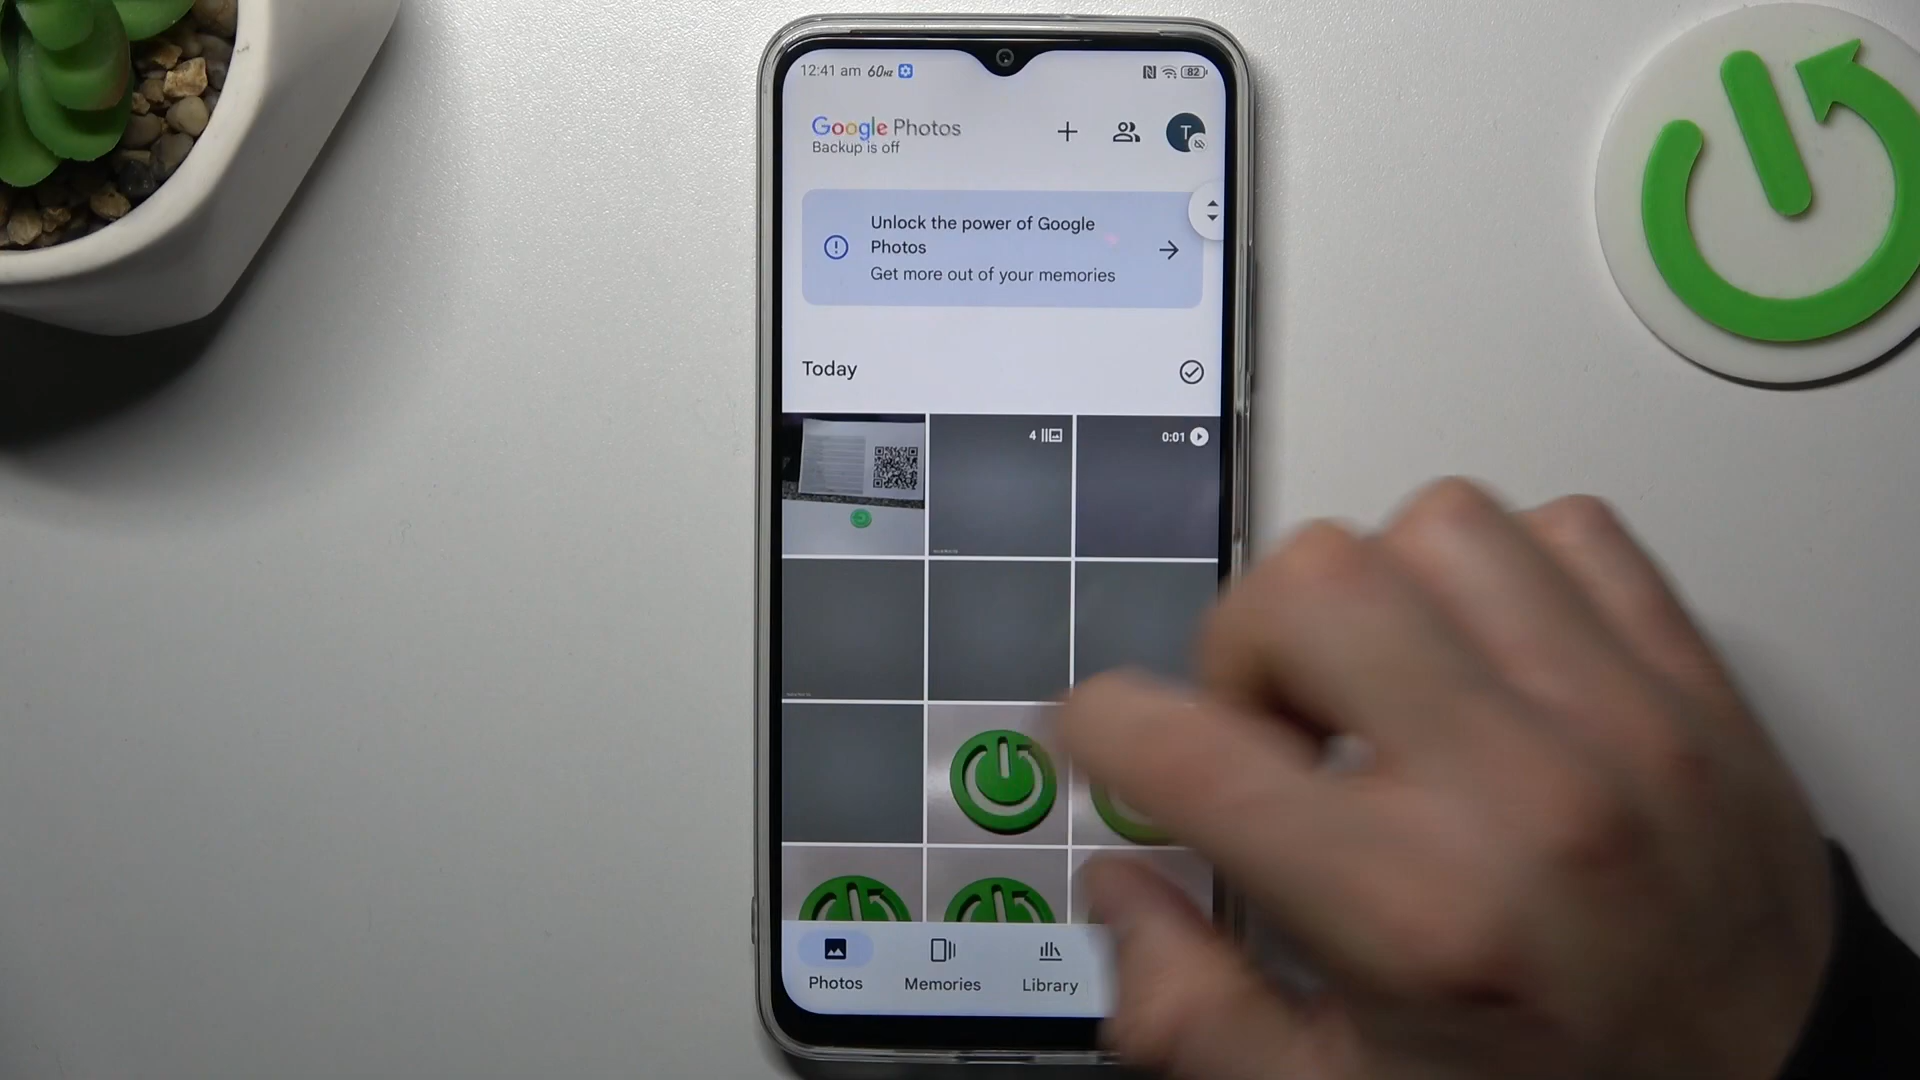 12:41 am 60HZ
82
Google Photos
Backup is off
T
Unlock the power of Google
Photos
Get more out of your memories
Today
4
0:01
Photos
Memories
Library